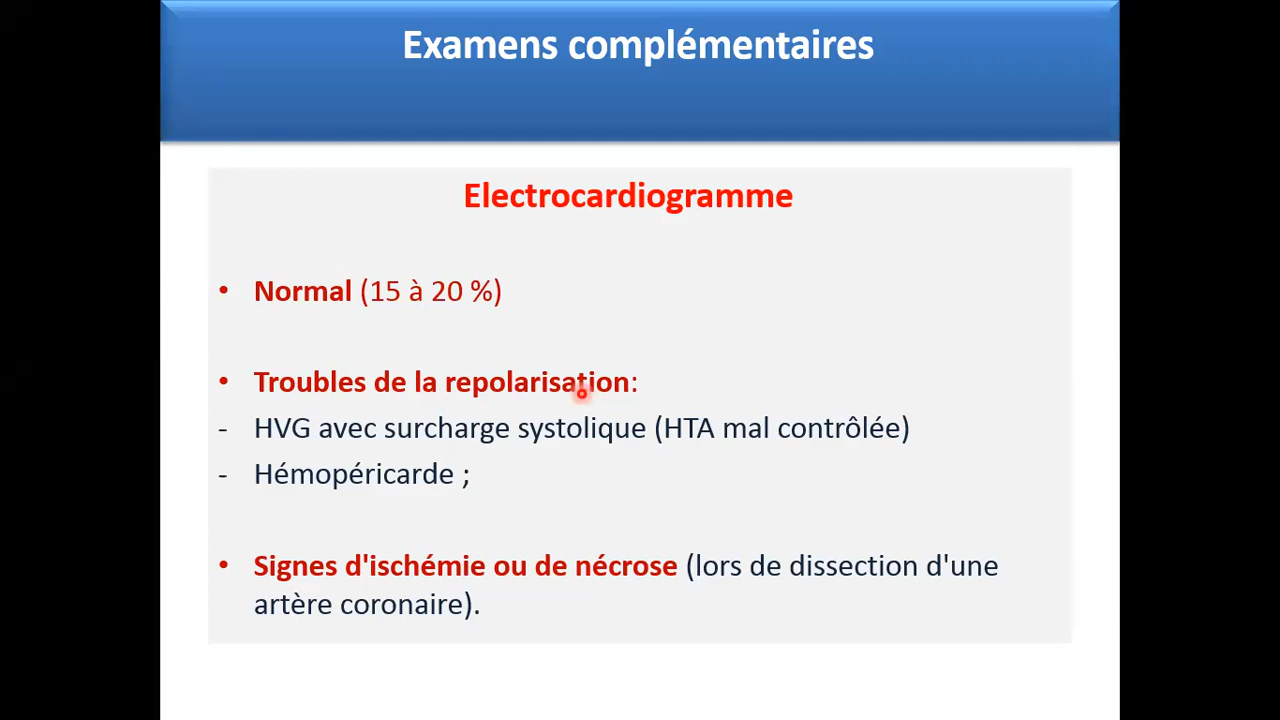 Examens complémentaires
Electrocardiogramme
• Normal (15 à 20 %)
• Troubles de la repolarisation:
- HVG avec surcharge systolique (HTA mal contrôlée)
- Hémopéricarde ;
• Signes d'ischémie ou de nécrose (lors de dissection d'une
artère coronaire).